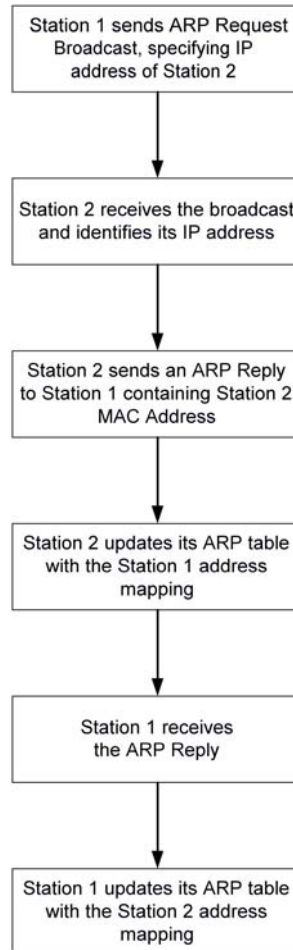 Station 1 sends ARP Request
Broadcast, specifying IP
address of Station 2
Station 2 receives the broadcast
and identifies its IP address
Station 2 sends an ARP Reply
to Station 1 containing Station 2
MAC Address
Station 2 updates its ARP table
with the Station 1 address
mapping
Station 1 receives
the ARP Reply
Station 1 updates its ARP table
with the Station 2 address
mapping